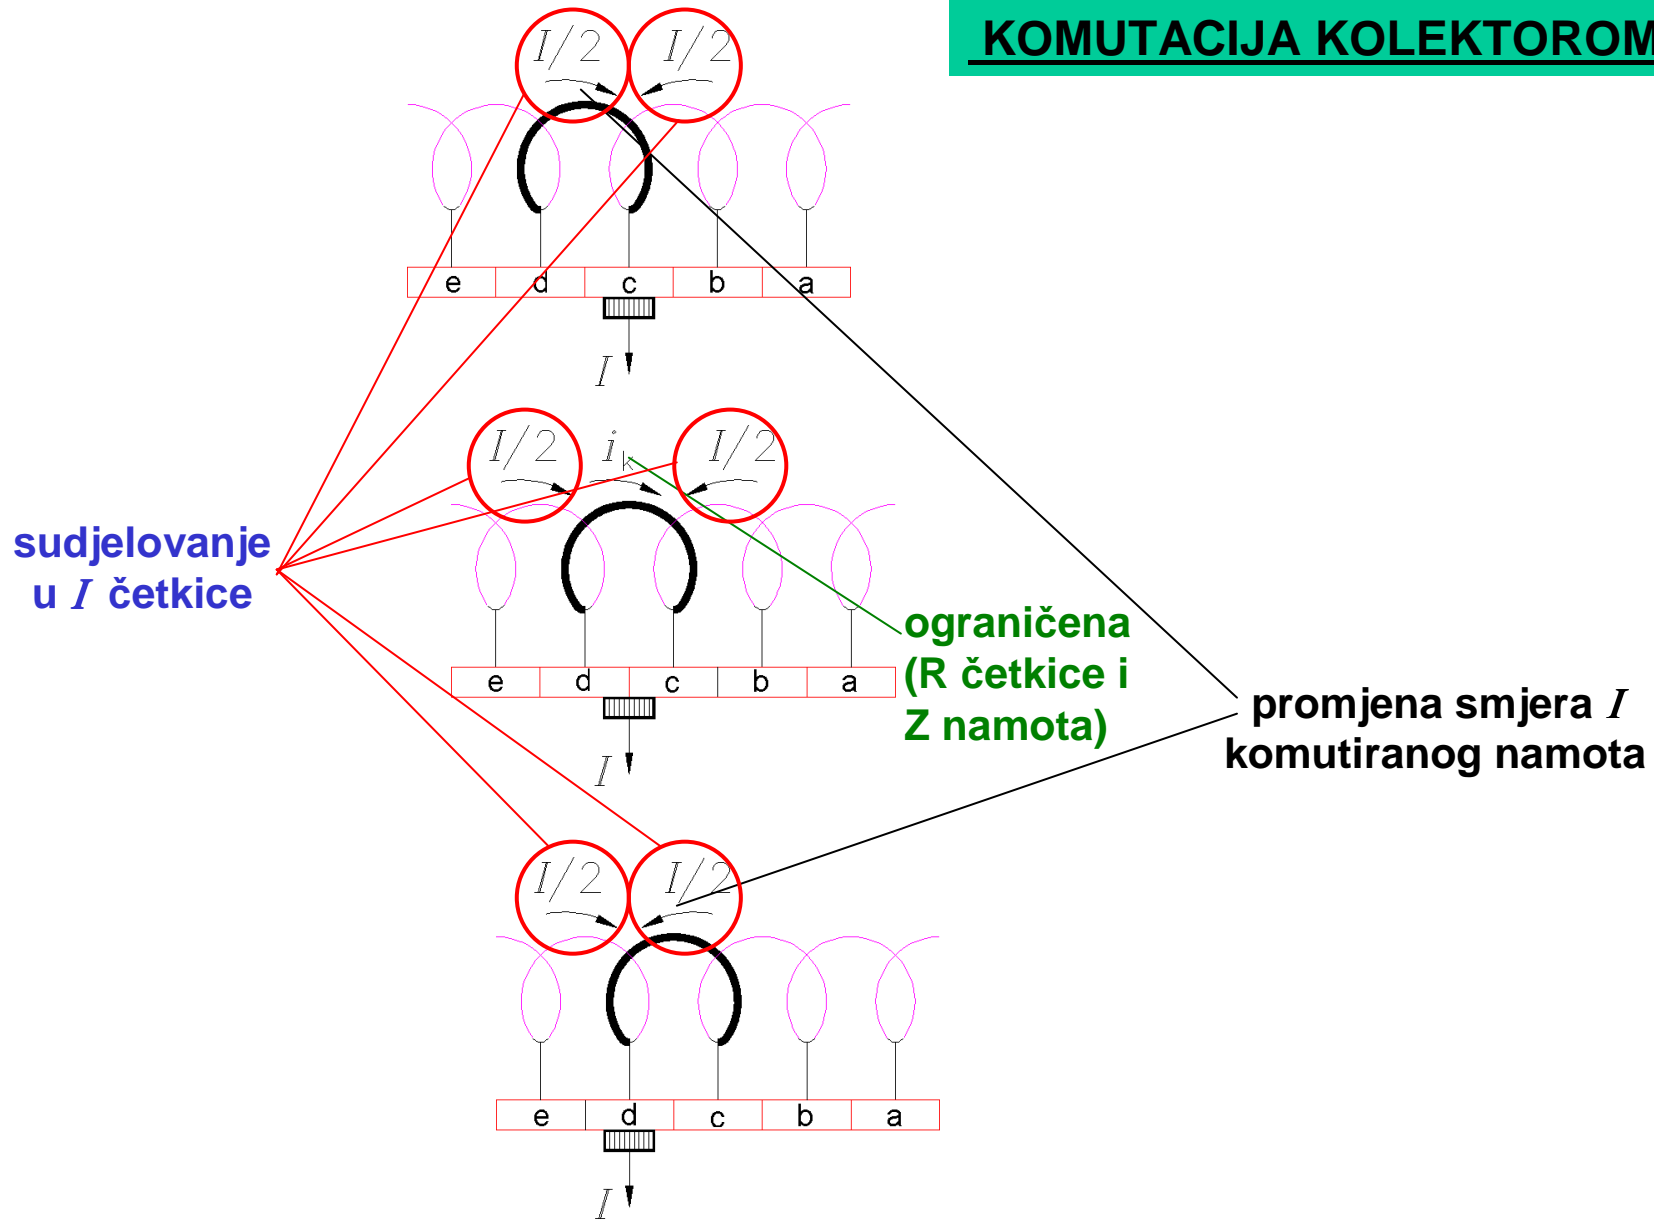 KOMUTACIJA KOLEKTOROM
I/2 I/2
e d c b a
I
I/2 i k I/2
sudjelovanje
u I četkice
e d c b a
I
ograničena
(R četkice i
Z namota)
promjena smjera I
komutiranog namota
I/2 I/2
e d c b a
I